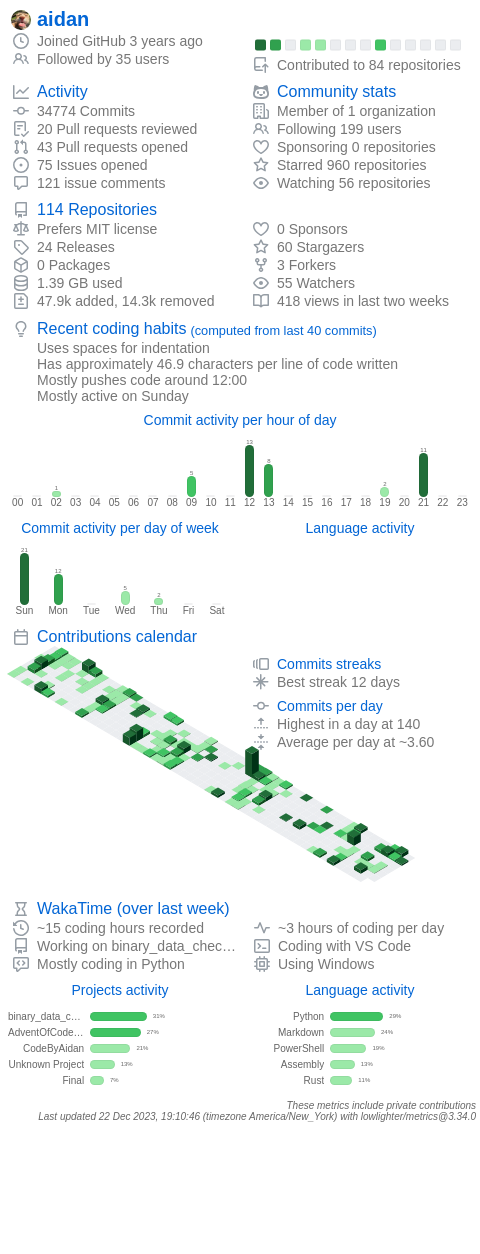 aidan
Joined GitHub 3 years ago
Followed by 35 users
Contributed to 84 repositories
Activity
34774 Commits
20 Pull requests reviewed
43 Pull requests opened
75 Issues opened
121 issue comments
Community stats
Member of 1 organization
Following 199 users
Sponsoring 0 repositories
Starred 960 repositories
Watching 56 repositories
114 Repositories
Prefers MIT license
24 Releases
0 Packages
1.39 GB used
47.9k added, 14.3k removed
0 Sponsors
60 Stargazers
3 Forkers
55 Watchers
418 views in last two weeks
Recent coding habits (computed from last 40 commits)
Uses spaces for indentation
Has approximately 46.9 characters per line of code written
Mostly pushes code around 12:00
Mostly active on Sunday
Commit activity per hour of day
1 5 13 8 2 11
00 01 02 03 04 05 06 07 08 09 10 11 12 13 14 15 16 17 18 19 20 21 22 23
Commit activity per day of week
21 12 5 2
Sun Mon Tue Wed Thu Fri Sat
Language activity
Contributions calendar
Commits streaks
Best streak 12 days
Commits per day
Highest in a day at 140
Average per day at ~3.60
WakaTime (over last week)
~15 coding hours recorded
Working on binary_data_chec…
Mostly coding in Python
~3 hours of coding per day
Coding with VS Code
Using Windows
Projects activity
binary_data_c… 31%
AdventOfCode… 27%
CodeByAidan 21%
Unknown Project 13%
Final 7%
Language activity
Python 29%
Markdown 24%
PowerShell 19%
Assembly 13%
Rust 11%
These metrics include private contributions
Last updated 22 Dec 2023, 19:10:46 (timezone America/New_York) with lowlighter/metrics@3.34.0